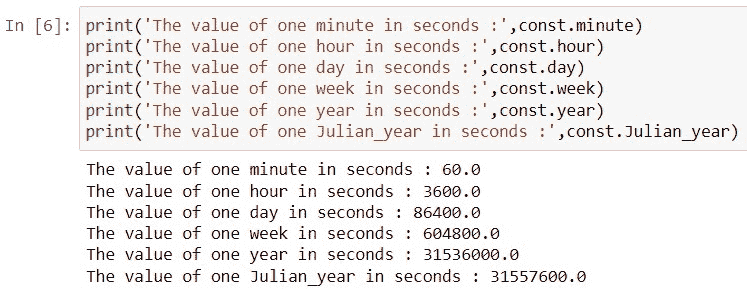 In [6]: print('The value of one minute in seconds :',const.minute)
print('The value of one hour in seconds :',const.hour)
print('The value of one day in seconds :',const.day)
print('The value of one week in seconds :',const.week)
print('The value of one year in seconds :',const.year)
print('The value of one Julian_year in seconds :',const.Julian_year)
The value of one minute in seconds : 60.0
The value of one hour in seconds : 3600.0
The value of one day in seconds : 86400.0
The value of one week in seconds : 604800.0
The value of one year in seconds : 31536000.0
The value of one Julian_year in seconds : 31557600.0